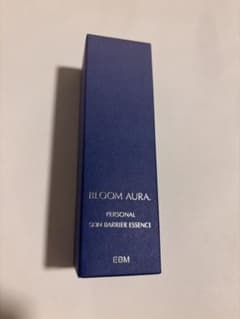 BLOOM AURA.
PERSONAL
SKIN BARRIER ESSENCE
EBM